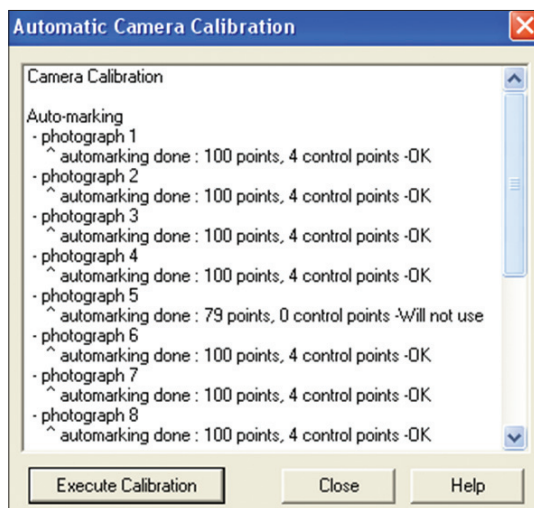 Automatic Camera Calibration
Camera Calibration
Auto-marking
- photograph 1
^ automarking done : 100 points, 4 control points -OK
- photograph 2
^ automarking done : 100 points, 4 control points -OK
- photograph 3
^ automarking done : 100 points, 4 control points -OK
- photograph 4
^ automarking done : 100 points, 4 control points -OK
- photograph 5
^ automarking done : 79 points, 0 control points -Will not use
- photograph 6
^ automarking done : 100 points, 4 control points -OK
- photograph 7
^ automarking done : 100 points, 4 control points -OK
- photograph 8
^ automarking done : 100 points, 4 control points -OK
Execute Calibration Close Help